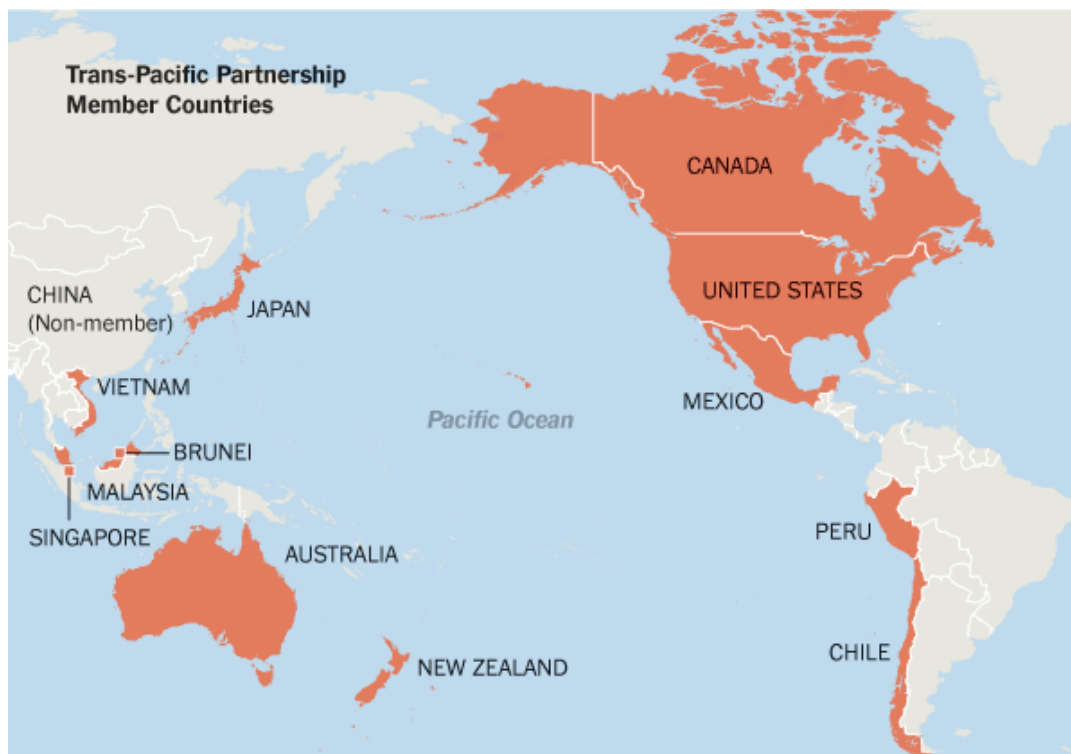 Trans-Pacific Partnership
Member Countries
CANADA
UNITED STATES
CHINA
(Non-member)
JAPAN
VIETNAM
MEXICO
Pacific Ocean
BRUNEI
MALAYSIA
SINGAPORE
AUSTRALIA
PERU
CHILE
NEW ZEALAND